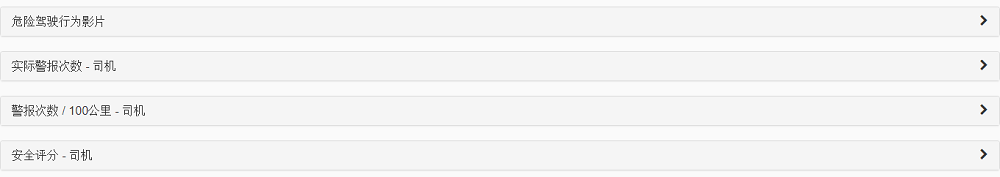 危险驾驶行为影片
实际警报次数 - 司机
警报次数 / 100公里 - 司机
安全评分 - 司机